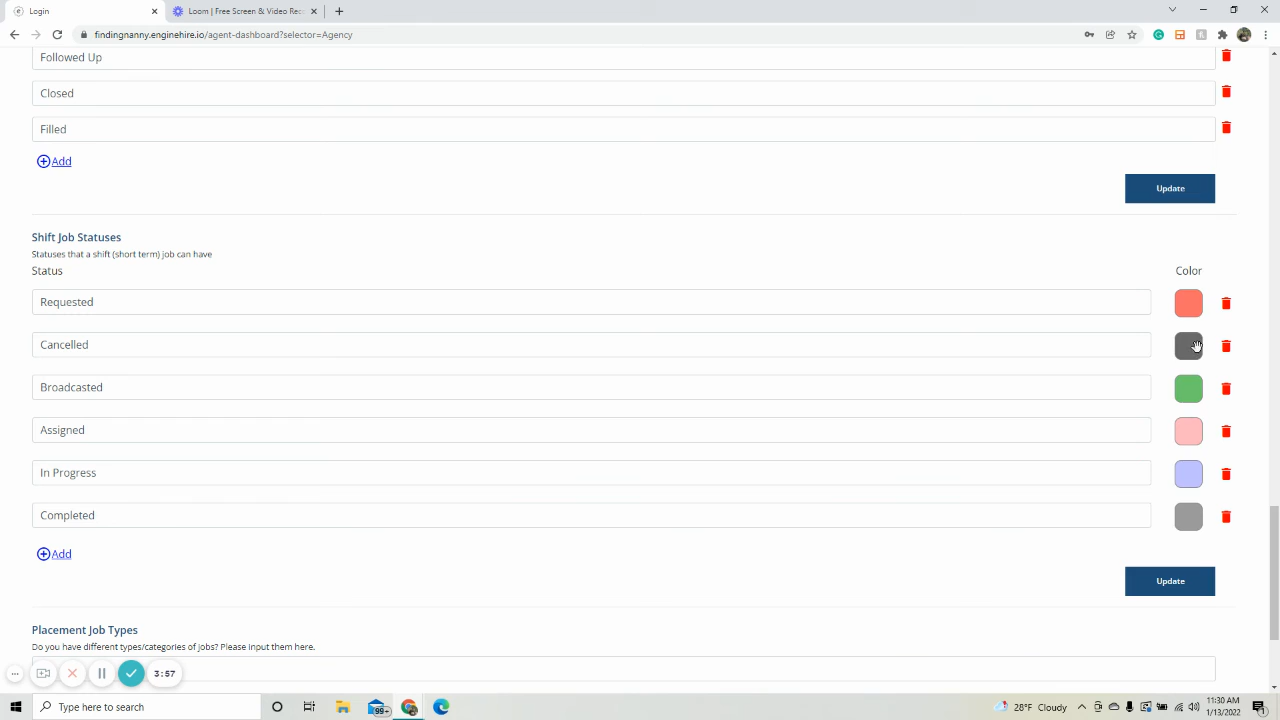 Login
Loom | Free Screen & Video Rec
findingnanny.enginehire.io/agent-dashboard?selector=Agency
Followed Up
Closed
Filled
Add
Update
Shift Job Statuses
Statuses that a shift (short term) job can have
Status
Color
Requested
Cancelled
Broadcasted
Assigned
In Progress
Completed
Add
Update
Placement Job Types
Do you have different types/categories of jobs? Please input them here.
3:57
Type here to search
99+
28°F Cloudy
11:30 AM
1/13/2022